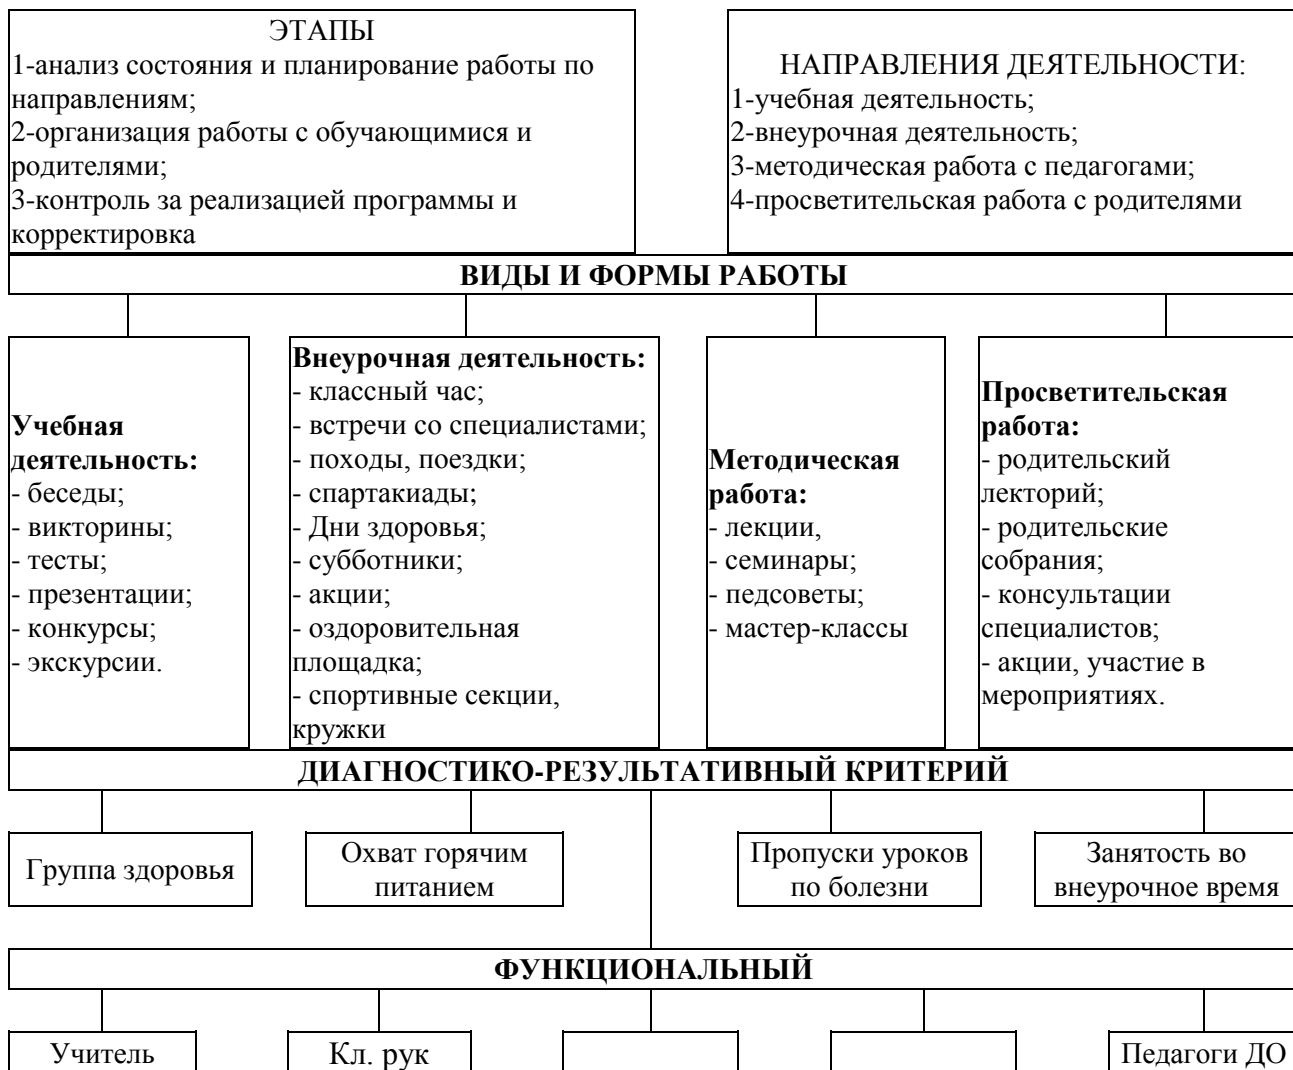 ЭТАПЫ
1-анализ состояния и планирование работы по
направлениям;
2-организация работы с обучающимися и
родителями;
3-контроль за реализацией программы и
корректировка
НАПРАВЛЕНИЯ ДЕЯТЕЛЬНОСТИ:
1-учебная деятельность;
2-внеурочная деятельность;
3-методическая работа с педагогами;
4-просветительская работа с родителями
ВИДЫ И ФОРМЫ РАБОТЫ
Учебная
деятельность:
- беседы;
- викторины;
- тесты;
- презентации;
- конкурсы;
- экскурсии.
Внеурочная деятельность:
- классный час;
- встречи со специалистами;
- походы, поездки;
- спартакиады;
- Дни здоровья;
- субботники;
- акции;
- оздоровительная
площадка;
- спортивные секции,
кружки
Методическая
работа:
- лекции,
- семинары;
- педсоветы;
- мастер-классы
Просветительская
работа:
- родительский
лекторий;
- родительские
собрания;
- консультации
специалистов;
- акции, участие в
мероприятиях.
ДИАГНОСТИКО-РЕЗУЛЬТАТИВНЫЙ КРИТЕРИЙ
Группа здоровья
Охват горячим
питанием
Пропуски уроков
по болезни
Занятость во
внеурочное время
ФУНКЦИОНАЛЬНЫЙ
Учитель
Кл. рук
Педагоги ДО